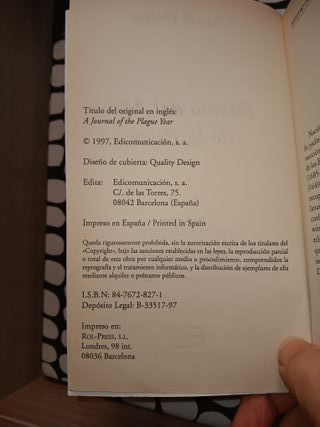 Título del original en inglés:
A Journal of the Plague Year
© 1997, Edicomunicación, s. a.
Diseño de cubierta: Quality Design
Edita: Edicomunicación, s. a.
C/. de las Torres, 75.
08042 Barcelona (España)
Impreso en España / Printed in Spain
Queda rigurosamente prohibida, sin la autorización escrita de los titulares del
«Copyright», bajo las sanciones establecidas en las leyes, la reproducción parcial
o total de esta obra por cualquier medio o procedimiento, comprendidos la
reprografía y el tratamiento informático, y la distribución de ejemplares de ella
mediante alquiler o préstamo públicos.
I.S.B.N: 84-7672-827-1
Depósito Legal: B-33517-97
Impreso en:
ROL-PRESS, S.L.
Londres, 98 int.
08036 Barcelona